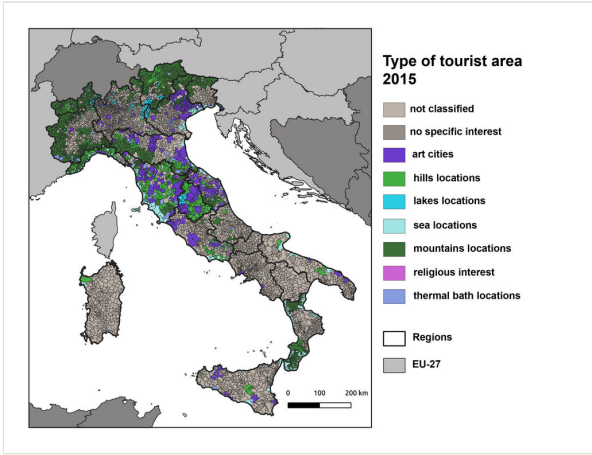 Type of tourist area
2015
not classified
no specific interest
art cities
hills locations
lakes locations
sea locations
mountains locations
religious interest
thermal bath locations
Regions
EU-27
0 100 200 km